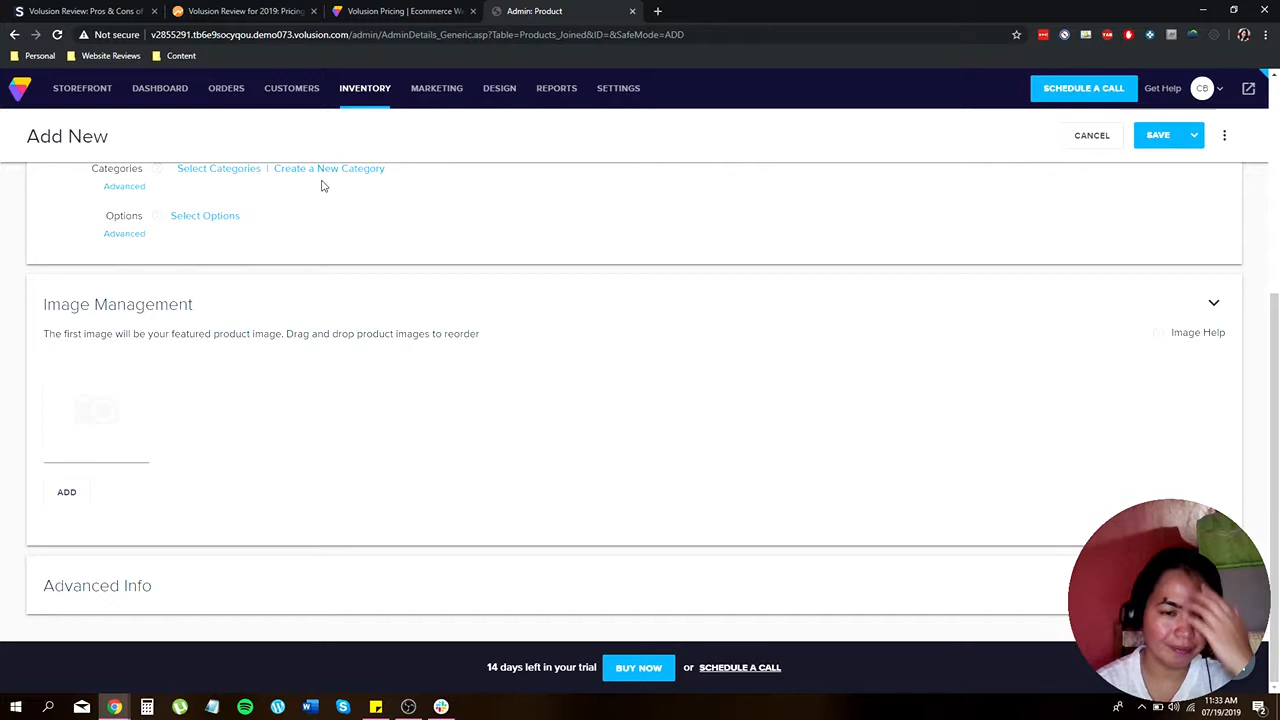 Volusion Review: Pros & Cons of
Volusion Review for 2019: Pricing
Volusion Pricing | Ecommerce W
Admin: Product
Not secure
v2855291.tb6e9socyqou.demo073.volusion.com/admin/AdminDetails_Generic.asp?Table=Products_Joined&ID=&SafeMode=ADD
Personal
Website Reviews
Content
STOREFRONT
DASHBOARD
ORDERS
CUSTOMERS
INVENTORY
MARKETING
DESIGN
REPORTS
SETTINGS
SCHEDULE A CALL
Get Help
CB
Add New
CANCEL
SAVE
Categories
Select Categories | Create a New Category
Advanced
Options
Select Options
Advanced
Image Management
The first image will be your featured product image. Drag and drop product images to reorder
Image Help
ADD
Advanced Info
14 days left in your trial
BUY NOW
or
SCHEDULE A CALL
11:33 AM
07/19/2019